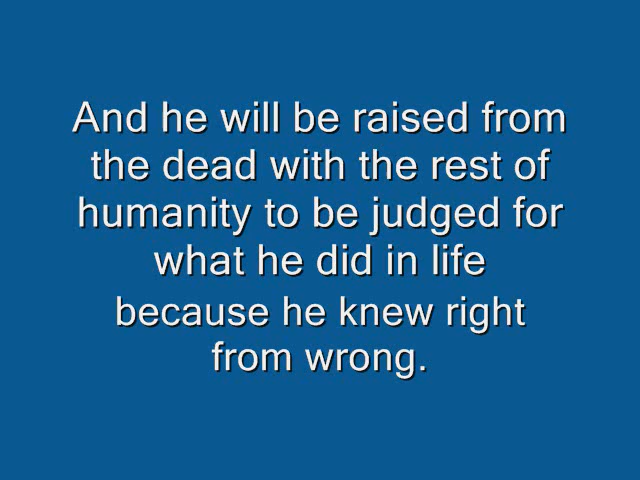 And he will be raised from
the dead with the rest of
humanity to be judged for
what he did in life
because he knew right
from wrong.